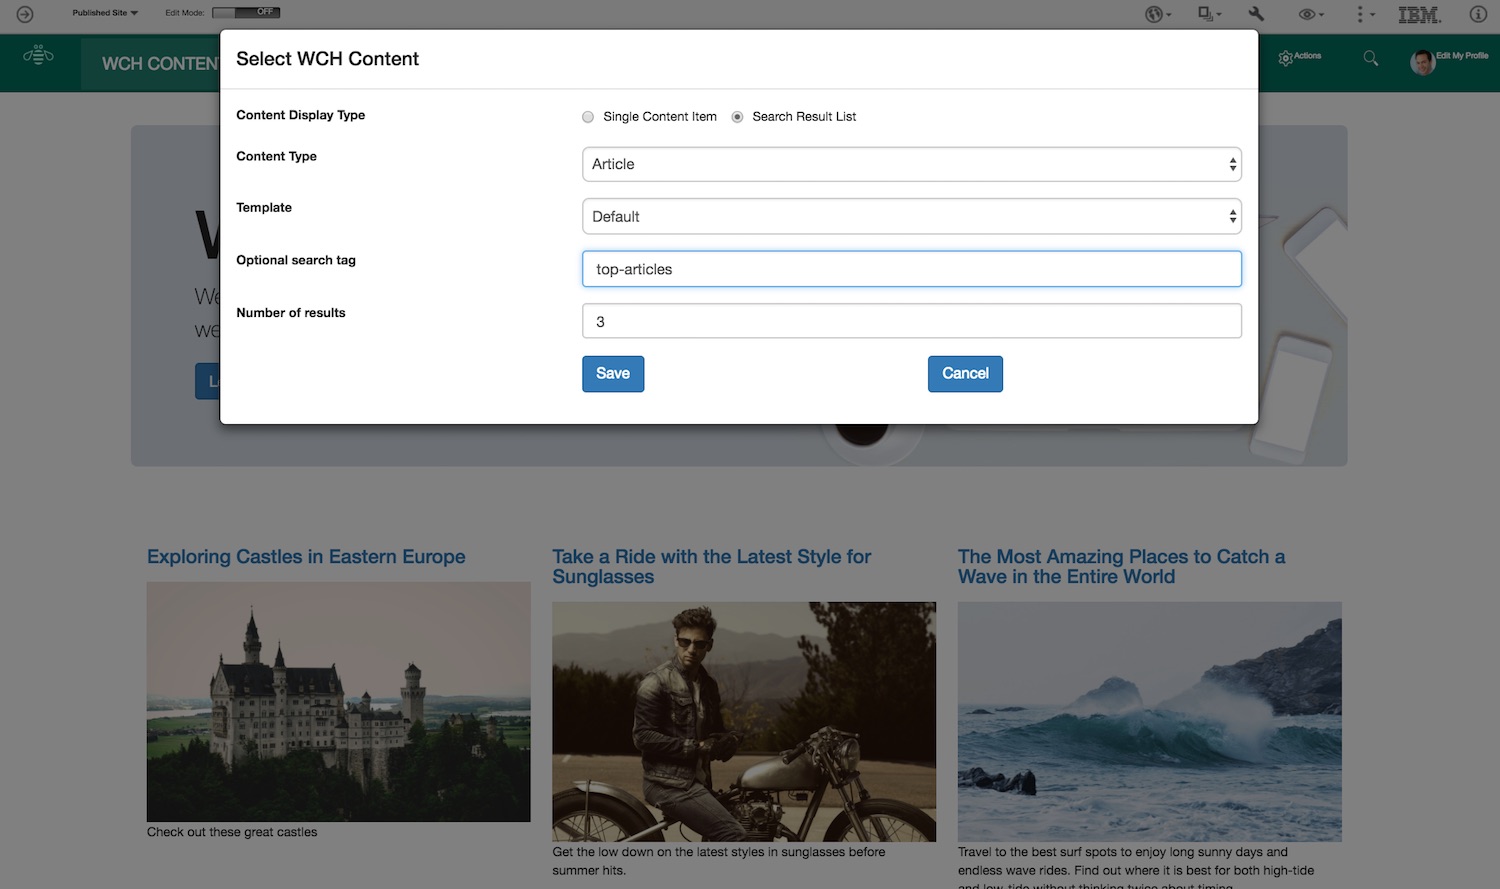 Published Site
Edit Mode:
OFF
IBM
WCH CONTEN
Actions
Edit My Profile
Select WCH Content
Content Display Type
Single Content Item
Search Result List
Content Type
Article
Template
Default
Optional search tag
top-articles
Number of results
3
Save
Cancel
W
We
we
Exploring Castles in Eastern Europe
Check out these great castles
Take a Ride with the Latest Style for
Sunglasses
Get the low down on the latest styles in sunglasses before
summer hits.
The Most Amazing Places to Catch a
Wave in the Entire World
Travel to the best surf spots to enjoy long sunny days and
endless wave rides. Find out where it is best for both high-tide
and low-tide without thinking twice about timing.